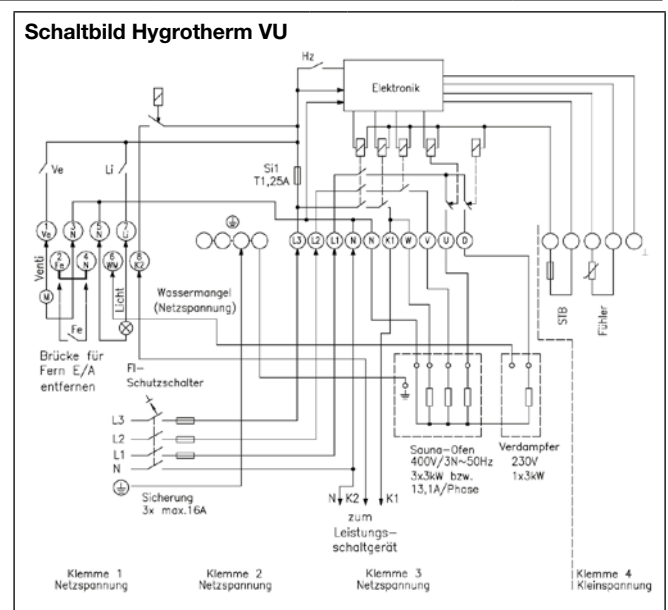 Schaltbild Hygrotherm VU
Hz
Elektronik
Ve
Li
Si1
T1,25A
1 Ve
3 N
5 N
7 U
2 Fe
4 N
6 WM
8 K2
L3 L2 L1 N N K1 W V U D
Venti
M
Licht
Fe
Wassermangel
(Netzspannung)
STB
Fühler
Brücke für
Fern E/A
entfernen
FI-
Schutzschalter
L3
L2
L1
N
Sicherung
3x max.16A
Sauna-Ofen
400V/3N~50Hz
3x3kW bzw.
13,1A/Phase
Verdampfer
230V
1x3kW
N K2 K1
zum
Leistungs-
schaltgerät
Klemme 1
Netzspannung
Klemme 2
Netzspannung
Klemme 3
Netzspannung
Klemme 4
Kleinspannung